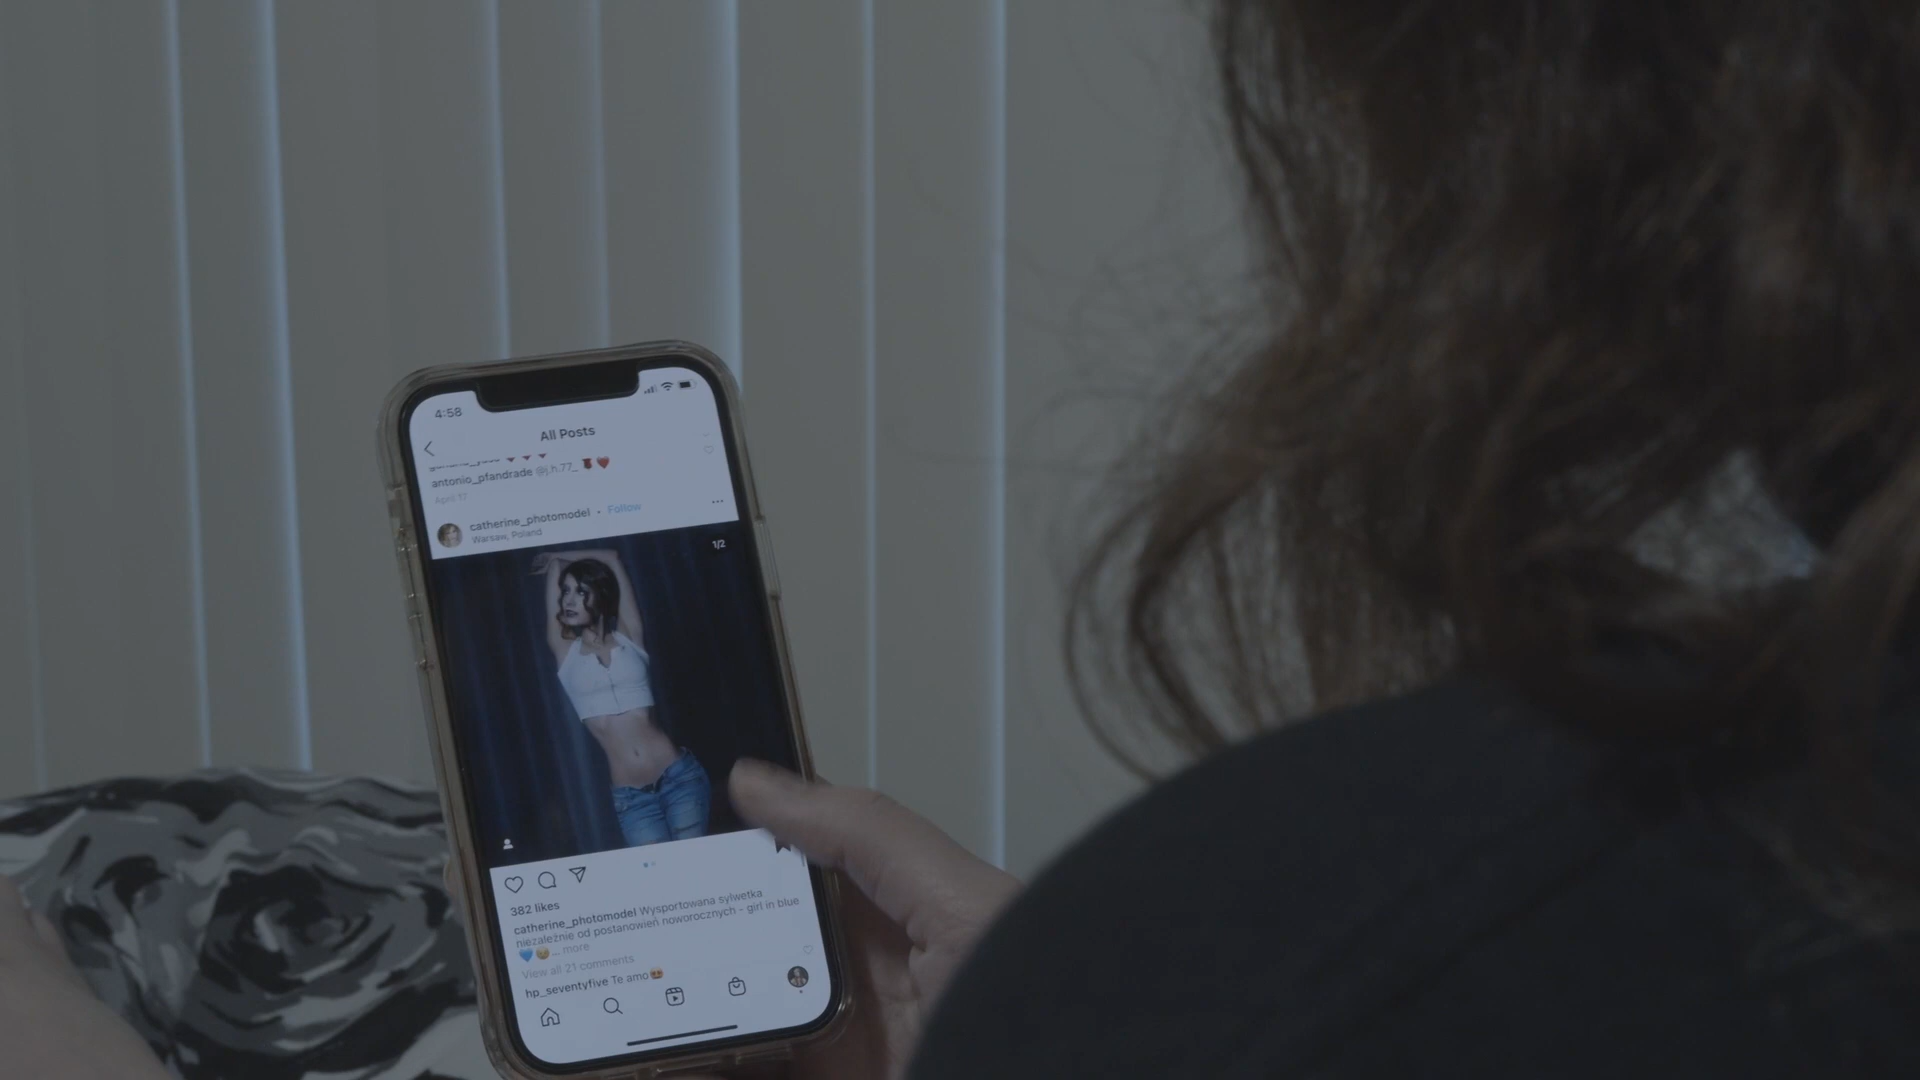 4:58
All Posts
antonio_pfandrade @j.h.77_
April 17
catherine_photomodel • Follow
Warsaw, Poland
1/2
382 likes
catherine_photomodel Wysportowana sylwetka
niezależnie od postanowień noworocznych - girl in blue
💙😊... more
View all 21 comments
hp_seventyfive Te amo😍